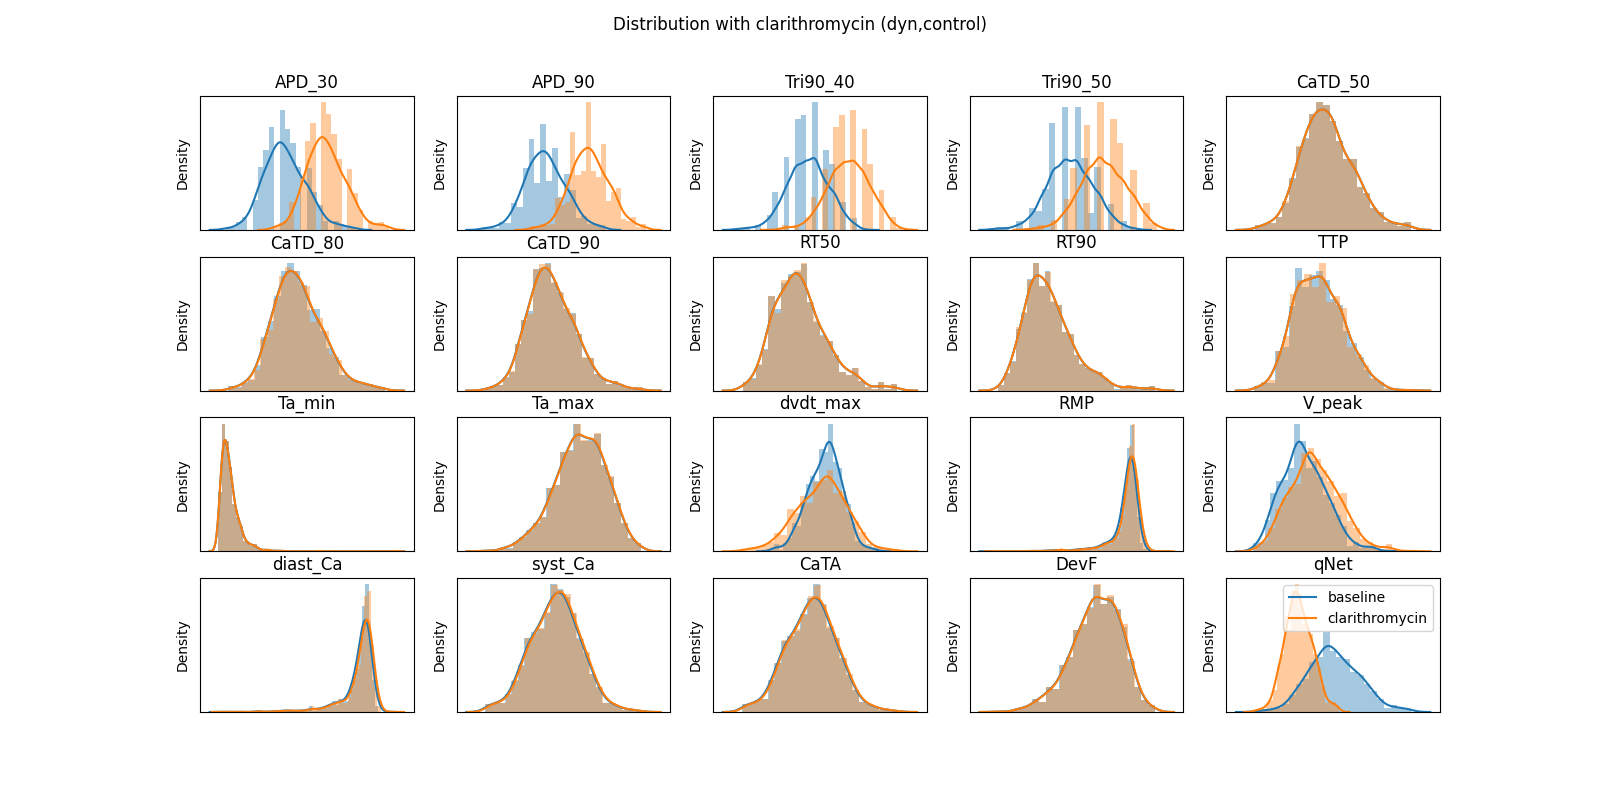 Distribution with clarithromycin (dyn,control)
APD_30
APD_90
Tri90_40
Tri90_50
CaTD_50
Density
Density
Density
Density
Density
CaTD_80
CaTD_90
RT50
RT90
TTP
Density
Density
Density
Density
Density
Ta_min
Ta_max
dvdt_max
RMP
V_peak
Density
Density
Density
Density
Density
diast_Ca
syst_Ca
CaTA
DevF
qNet
Density
Density
Density
Density
Density
baseline
clarithromycin